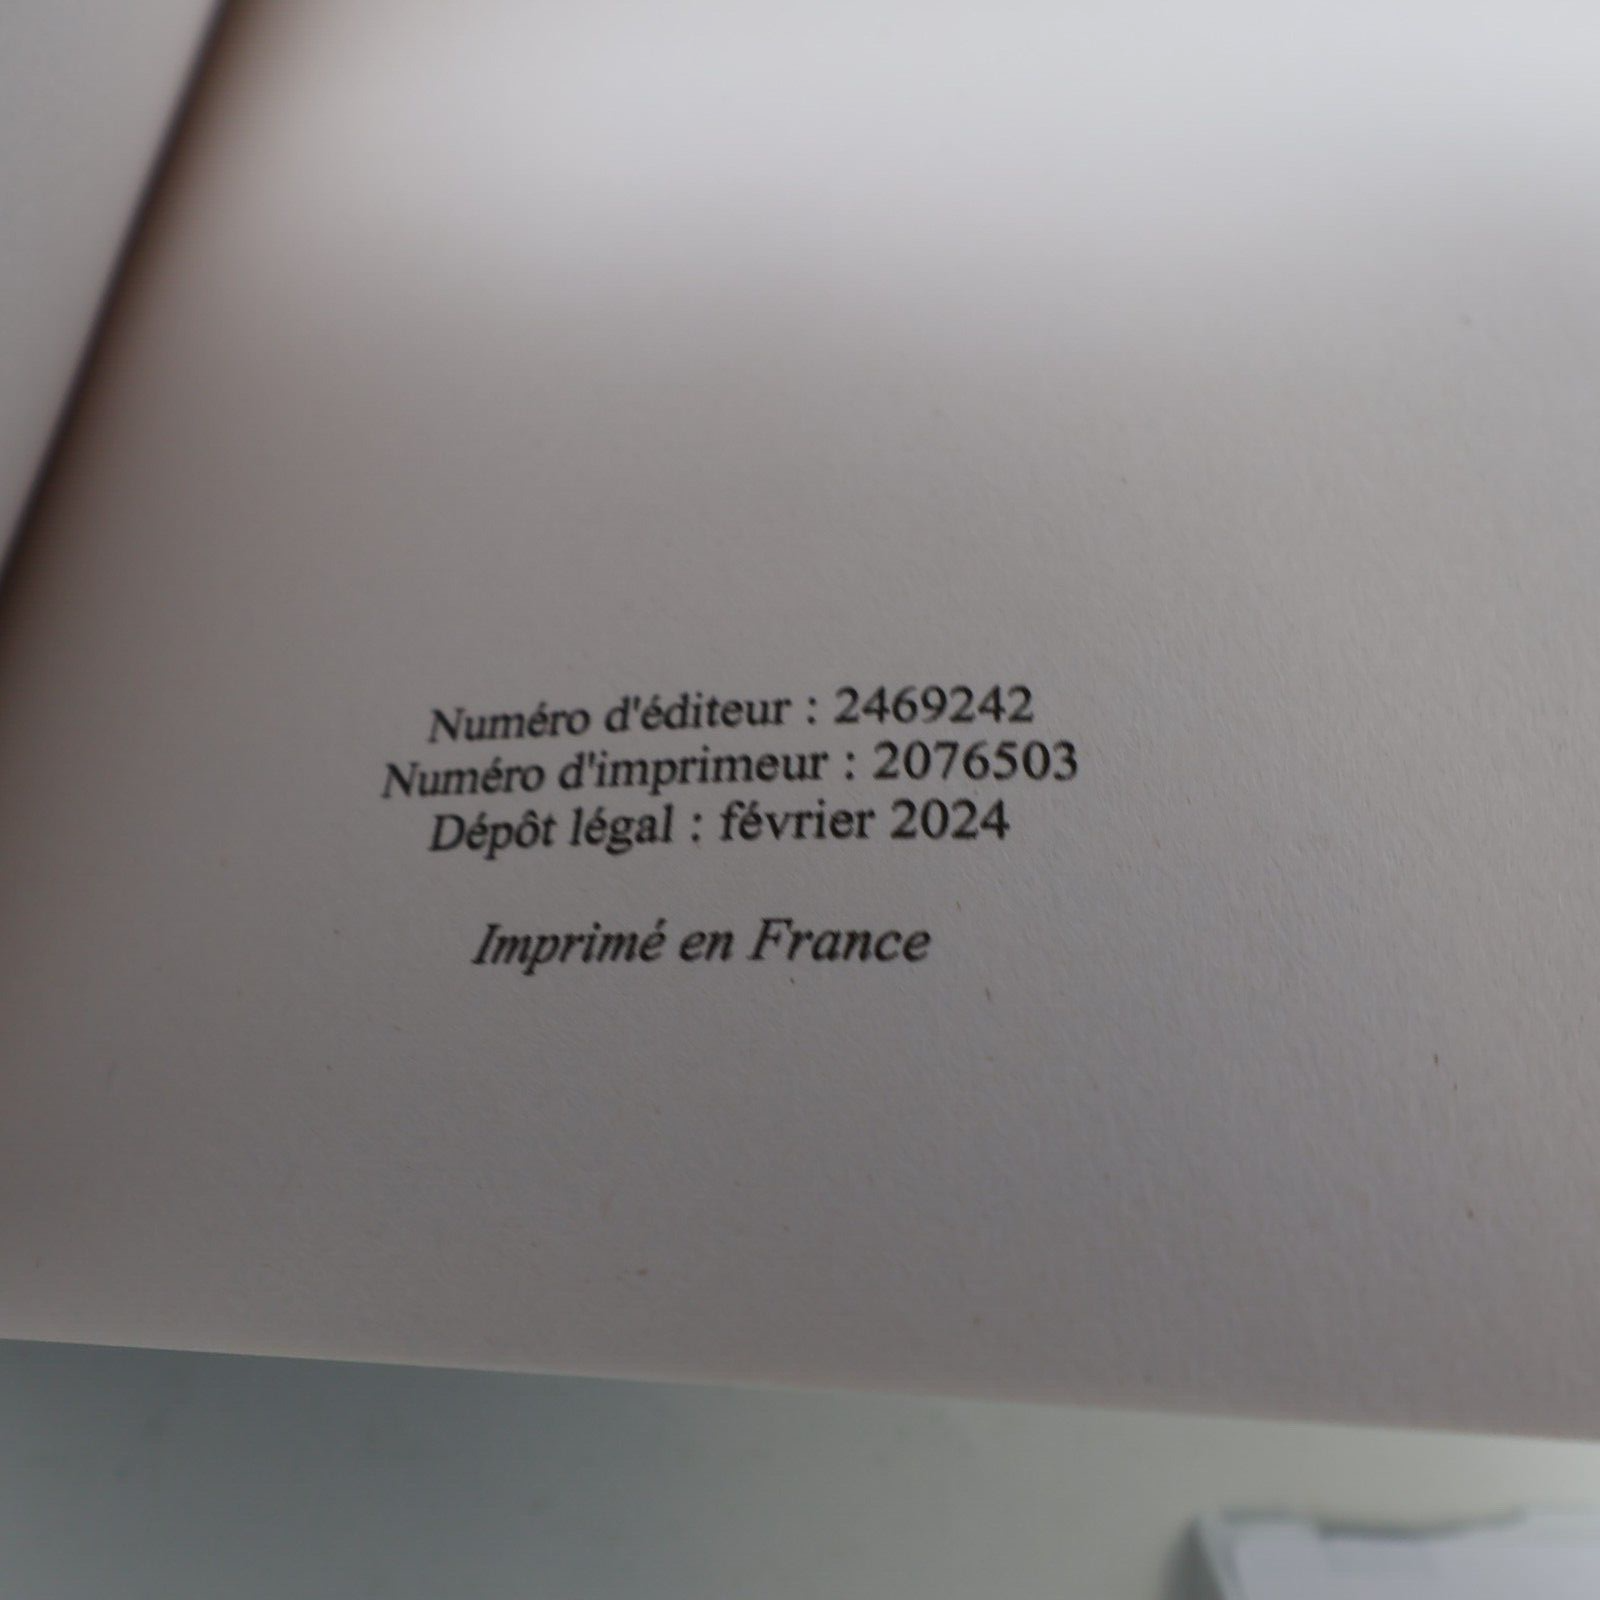 Numéro d'éditeur : 2469242
Numéro d'imprimeur : 2076503
Dépôt légal : février 2024
Imprimé en France